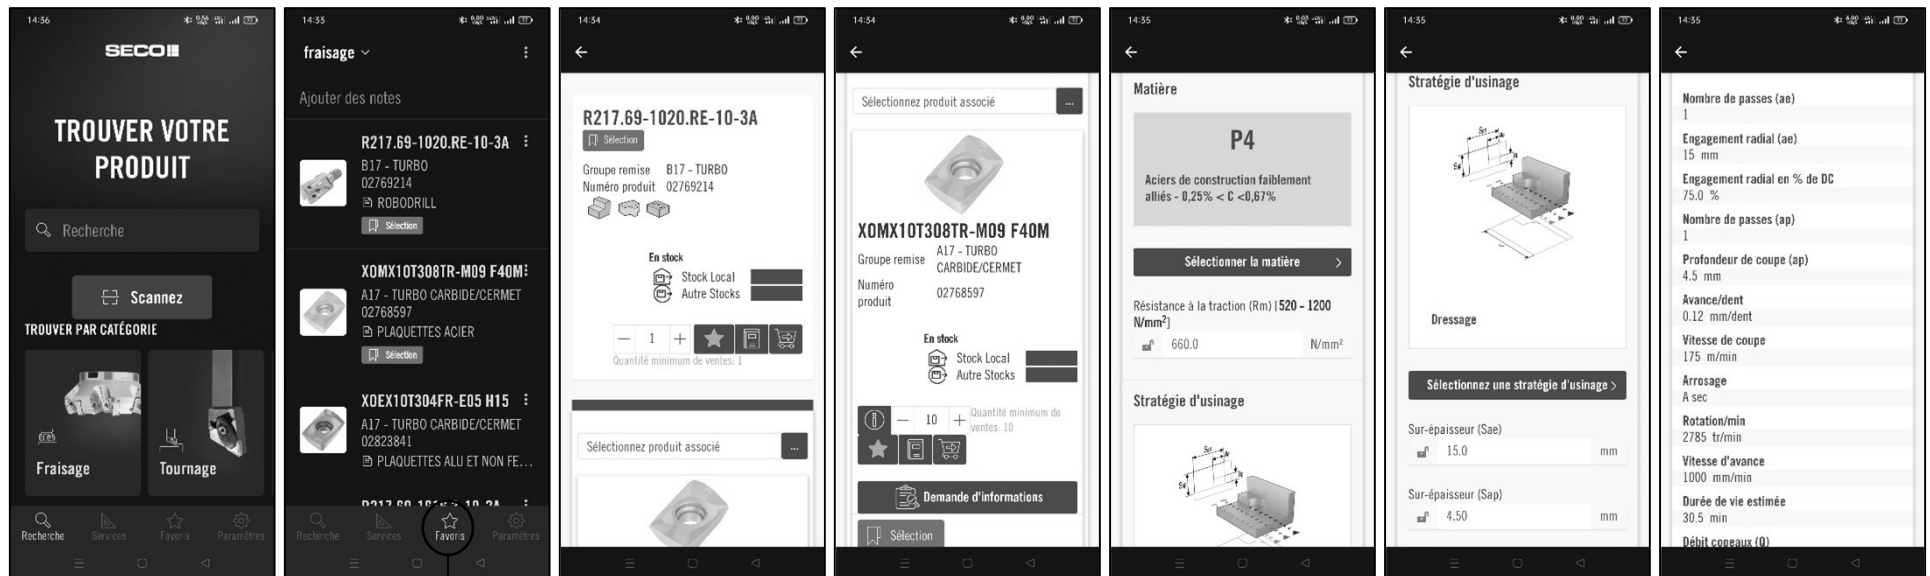 14:36
SECO
TROUVER VOTRE
PRODUIT
Recherche
Scannez
TROUVER PAR CATÉGORIE
Fraisage
Tournage
Recherche
Services
Favoris
Paramètres
14:33
fraisage
Ajouter des notes
R217.69-1020.RE-10-3A
B17 - TURBO
02769214
ROBODRILL
Sélection
XOMX10T308TR-M09 F40M
A17 - TURBO CARBIDE/CERMET
02768597
PLAQUETTES ACIER
Sélection
XOEX10T304FR-E05 H15
A17 - TURBO CARBIDE/CERMET
02823841
PLAQUETTES ALU ET NON FE...
Recherche
Services
Favoris
Paramètres
14:34
R217.69-1020.RE-10-3A
Sélection
Groupe remise B17 - TURBO
Numéro produit 02769214
En stock
Stock Local
Autre Stocks
1
Quantité minimum de ventes: 1
Sélectionnez produit associé
...
14:34
Sélectionnez produit associé
...
XOMX10T308TR-M09 F40M
Groupe remise A17 - TURBO
CARBIDE/CERMET
Numéro
produit 02768597
En stock
Stock Local
Autre Stocks
10
Quantité minimum de
ventes: 10
Demande d'informations
Sélection
14:35
Matière
P4
Aciers de construction faiblement
alliés - 0,25% < C <0,67%
Sélectionner la matière
Résistance à la traction (Rm) [520 - 1200
N/mm²]
660.0 N/mm²
Stratégie d'usinage
14:35
Stratégie d'usinage
Dressage
Sélectionnez une stratégie d'usinage
Sur-épaisseur (Sae)
15.0 mm
Sur-épaisseur (Sap)
4.50 mm
14:35
Nombre de passes (ae)
1
Engagement radial (ae)
15 mm
Engagement radial en % de DC
75.0 %
Nombre de passes (ap)
1
Profondeur de coupe (ap)
4.5 mm
Avance/dent
0.12 mm/dent
Vitesse de coupe
175 m/min
Arrosage
A sec
Rotation/min
2785 tr/min
Vitesse d'avance
1000 mm/min
Durée de vie estimée
30.5 min
Débit copeaux (Q)